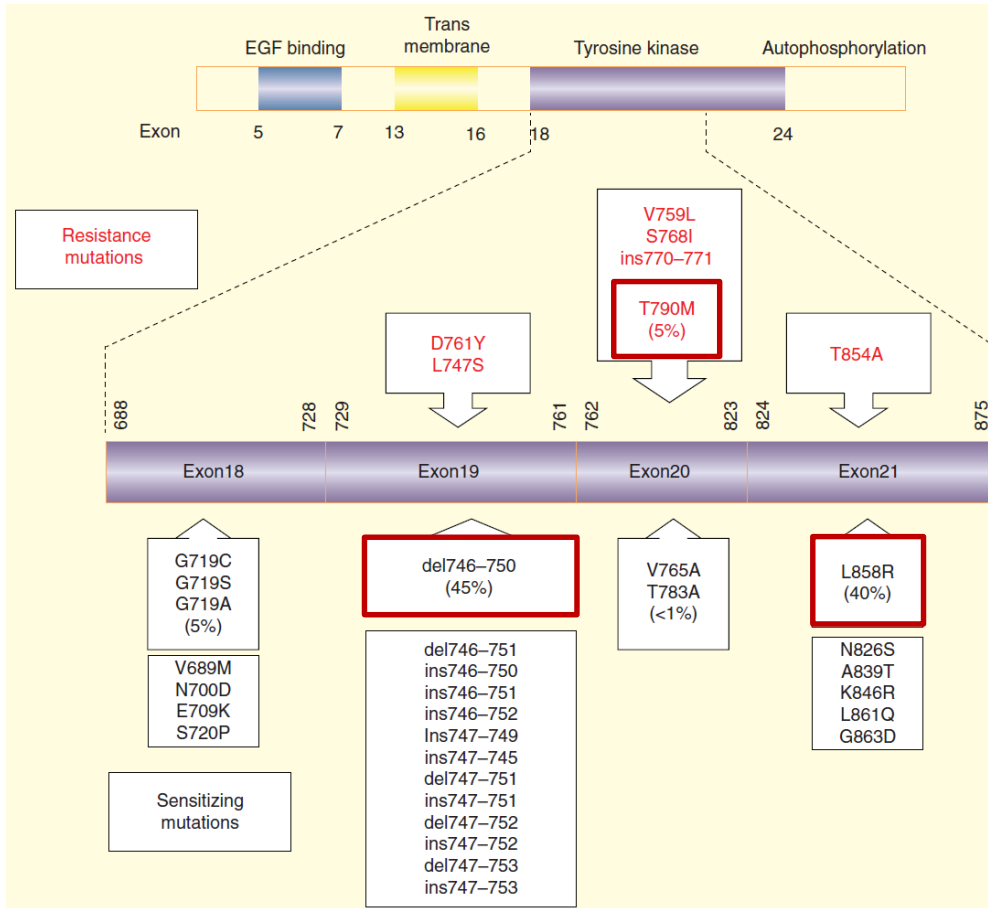 Trans
membrane
EGF binding
Tyrosine kinase
Autophosphorylation
Exon
5
7
13
16
18
24
Resistance
mutations
V759L
S768I
ins770–771
T790M
(5%)
D761Y
L747S
T854A
688
728
729
761
762
823
824
875
Exon18
Exon19
Exon20
Exon21
G719C
G719S
G719A
(5%)
V689M
N700D
E709K
S720P
del746–750
(45%)
del746–751
ins746–750
ins746–751
ins746–752
Ins747–749
ins747–745
del747–751
ins747–751
del747–752
ins747–752
del747–753
ins747–753
V765A
T783A
(<1%)
L858R
(40%)
N826S
A839T
K846R
L861Q
G863D
Sensitizing
mutations